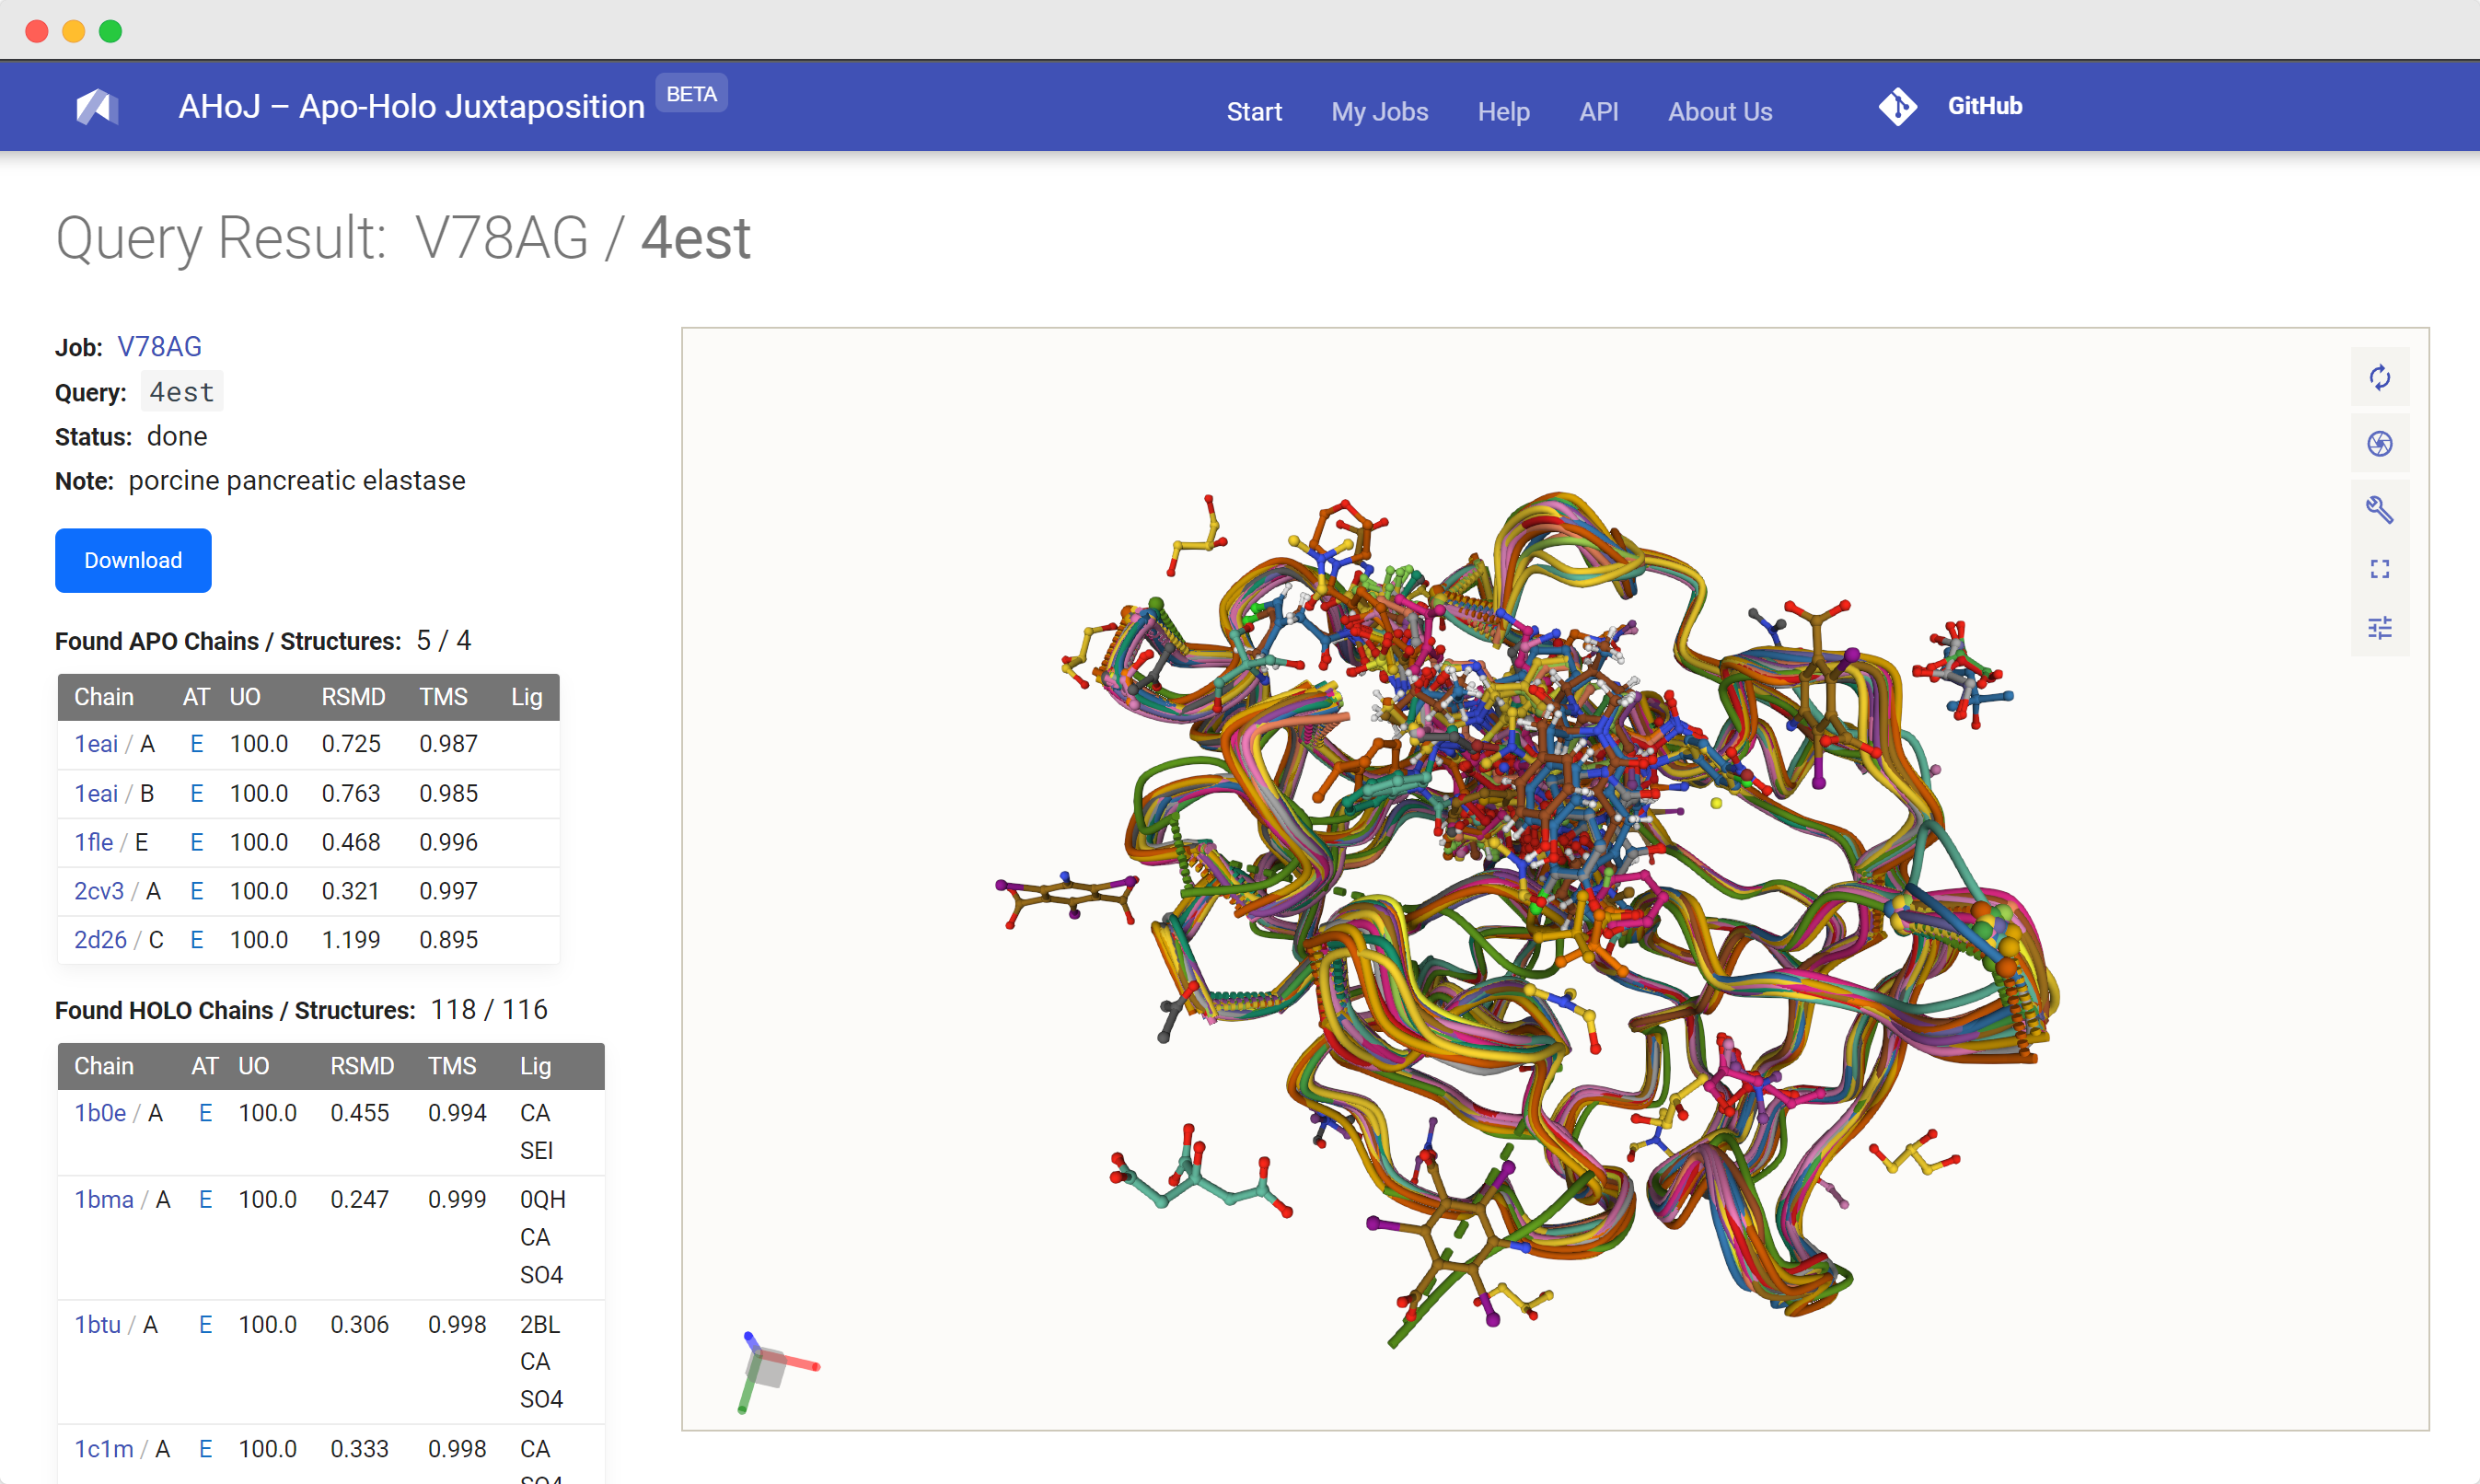 AHoJ – Apo-Holo Juxtaposition BETA Start My Jobs Help API About Us GitHub
Query Result: V78AG / 4est
Job: V78AG
Query: 4est
Status: done
Note: porcine pancreatic elastase
Download
Found APO Chains / Structures: 5 / 4
Chain AT UO RSMD TMS Lig
1eai / A E 100.0 0.725 0.987
1eai / B E 100.0 0.763 0.985
1fle / E E 100.0 0.468 0.996
2cv3 / A E 100.0 0.321 0.997
2d26 / C E 100.0 1.199 0.895
Found HOLO Chains / Structures: 118 / 116
Chain AT UO RSMD TMS Lig
1b0e / A E 100.0 0.455 0.994 CA
SEI
1bma / A E 100.0 0.247 0.999 0QH
CA
SO4
1btu / A E 100.0 0.306 0.998 2BL
CA
SO4
1c1m / A E 100.0 0.333 0.998 CA
SO4